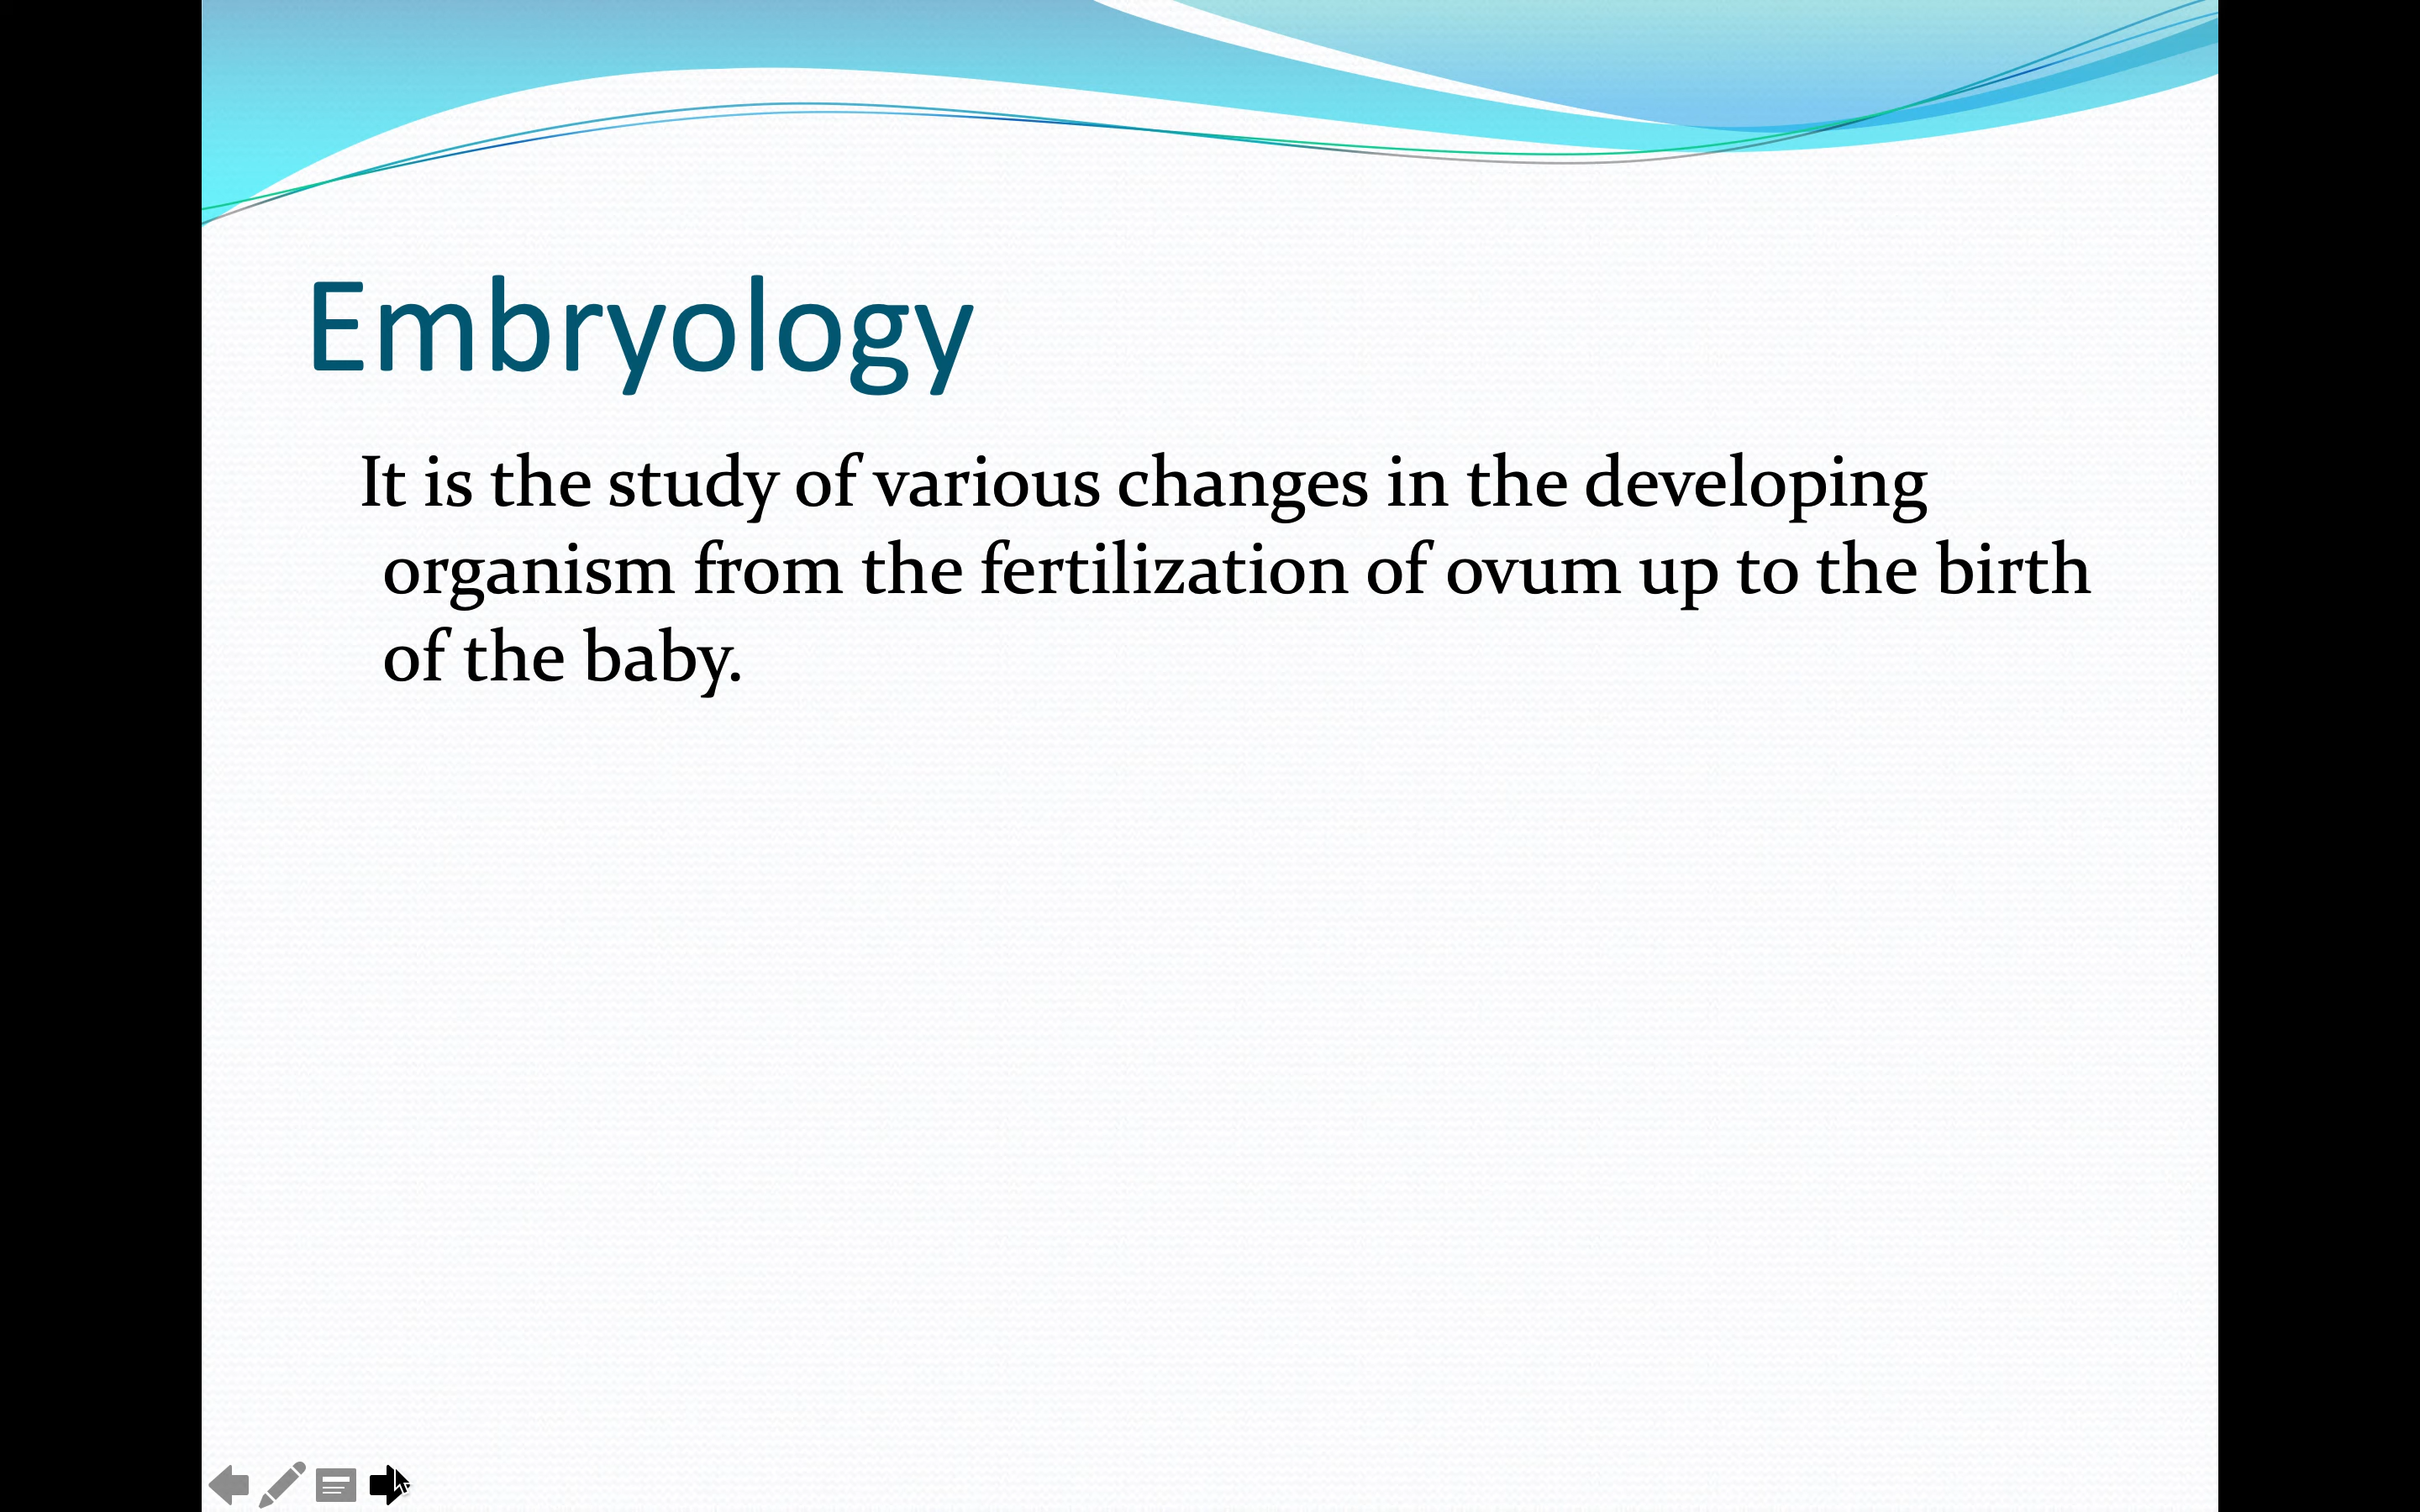 Embryology
It is the study of various changes in the developing
organism from the fertilization of ovum up to the birth
of the baby.